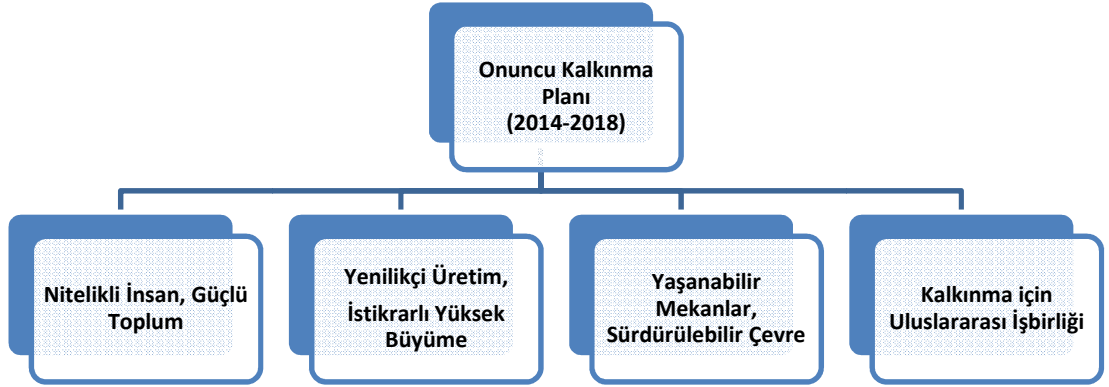 Onuncu Kalkınma
Planı
(2014-2018)
Nitelikli İnsan, Güçlü
Toplum
Yenilikçi Üretim,
İstikrarlı Yüksek
Büyüme
Yaşanabilir
Mekanlar,
Sürdürülebilir Çevre
Kalkınma için
Uluslararası İşbirliği